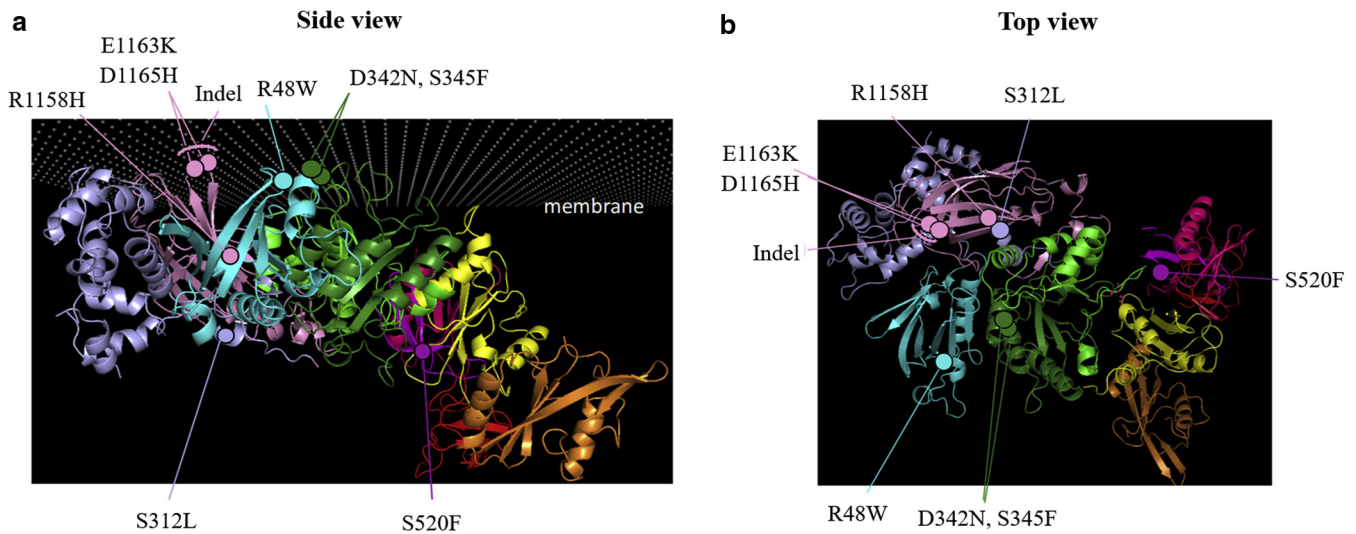 a
Side view
E1163K
D1165H
R1158H
Indel
R48W
D342N, S345F
membrane
S312L
S520F
b
Top view
R1158H
S312L
E1163K
D1165H
Indel
S520F
R48W
D342N, S345F